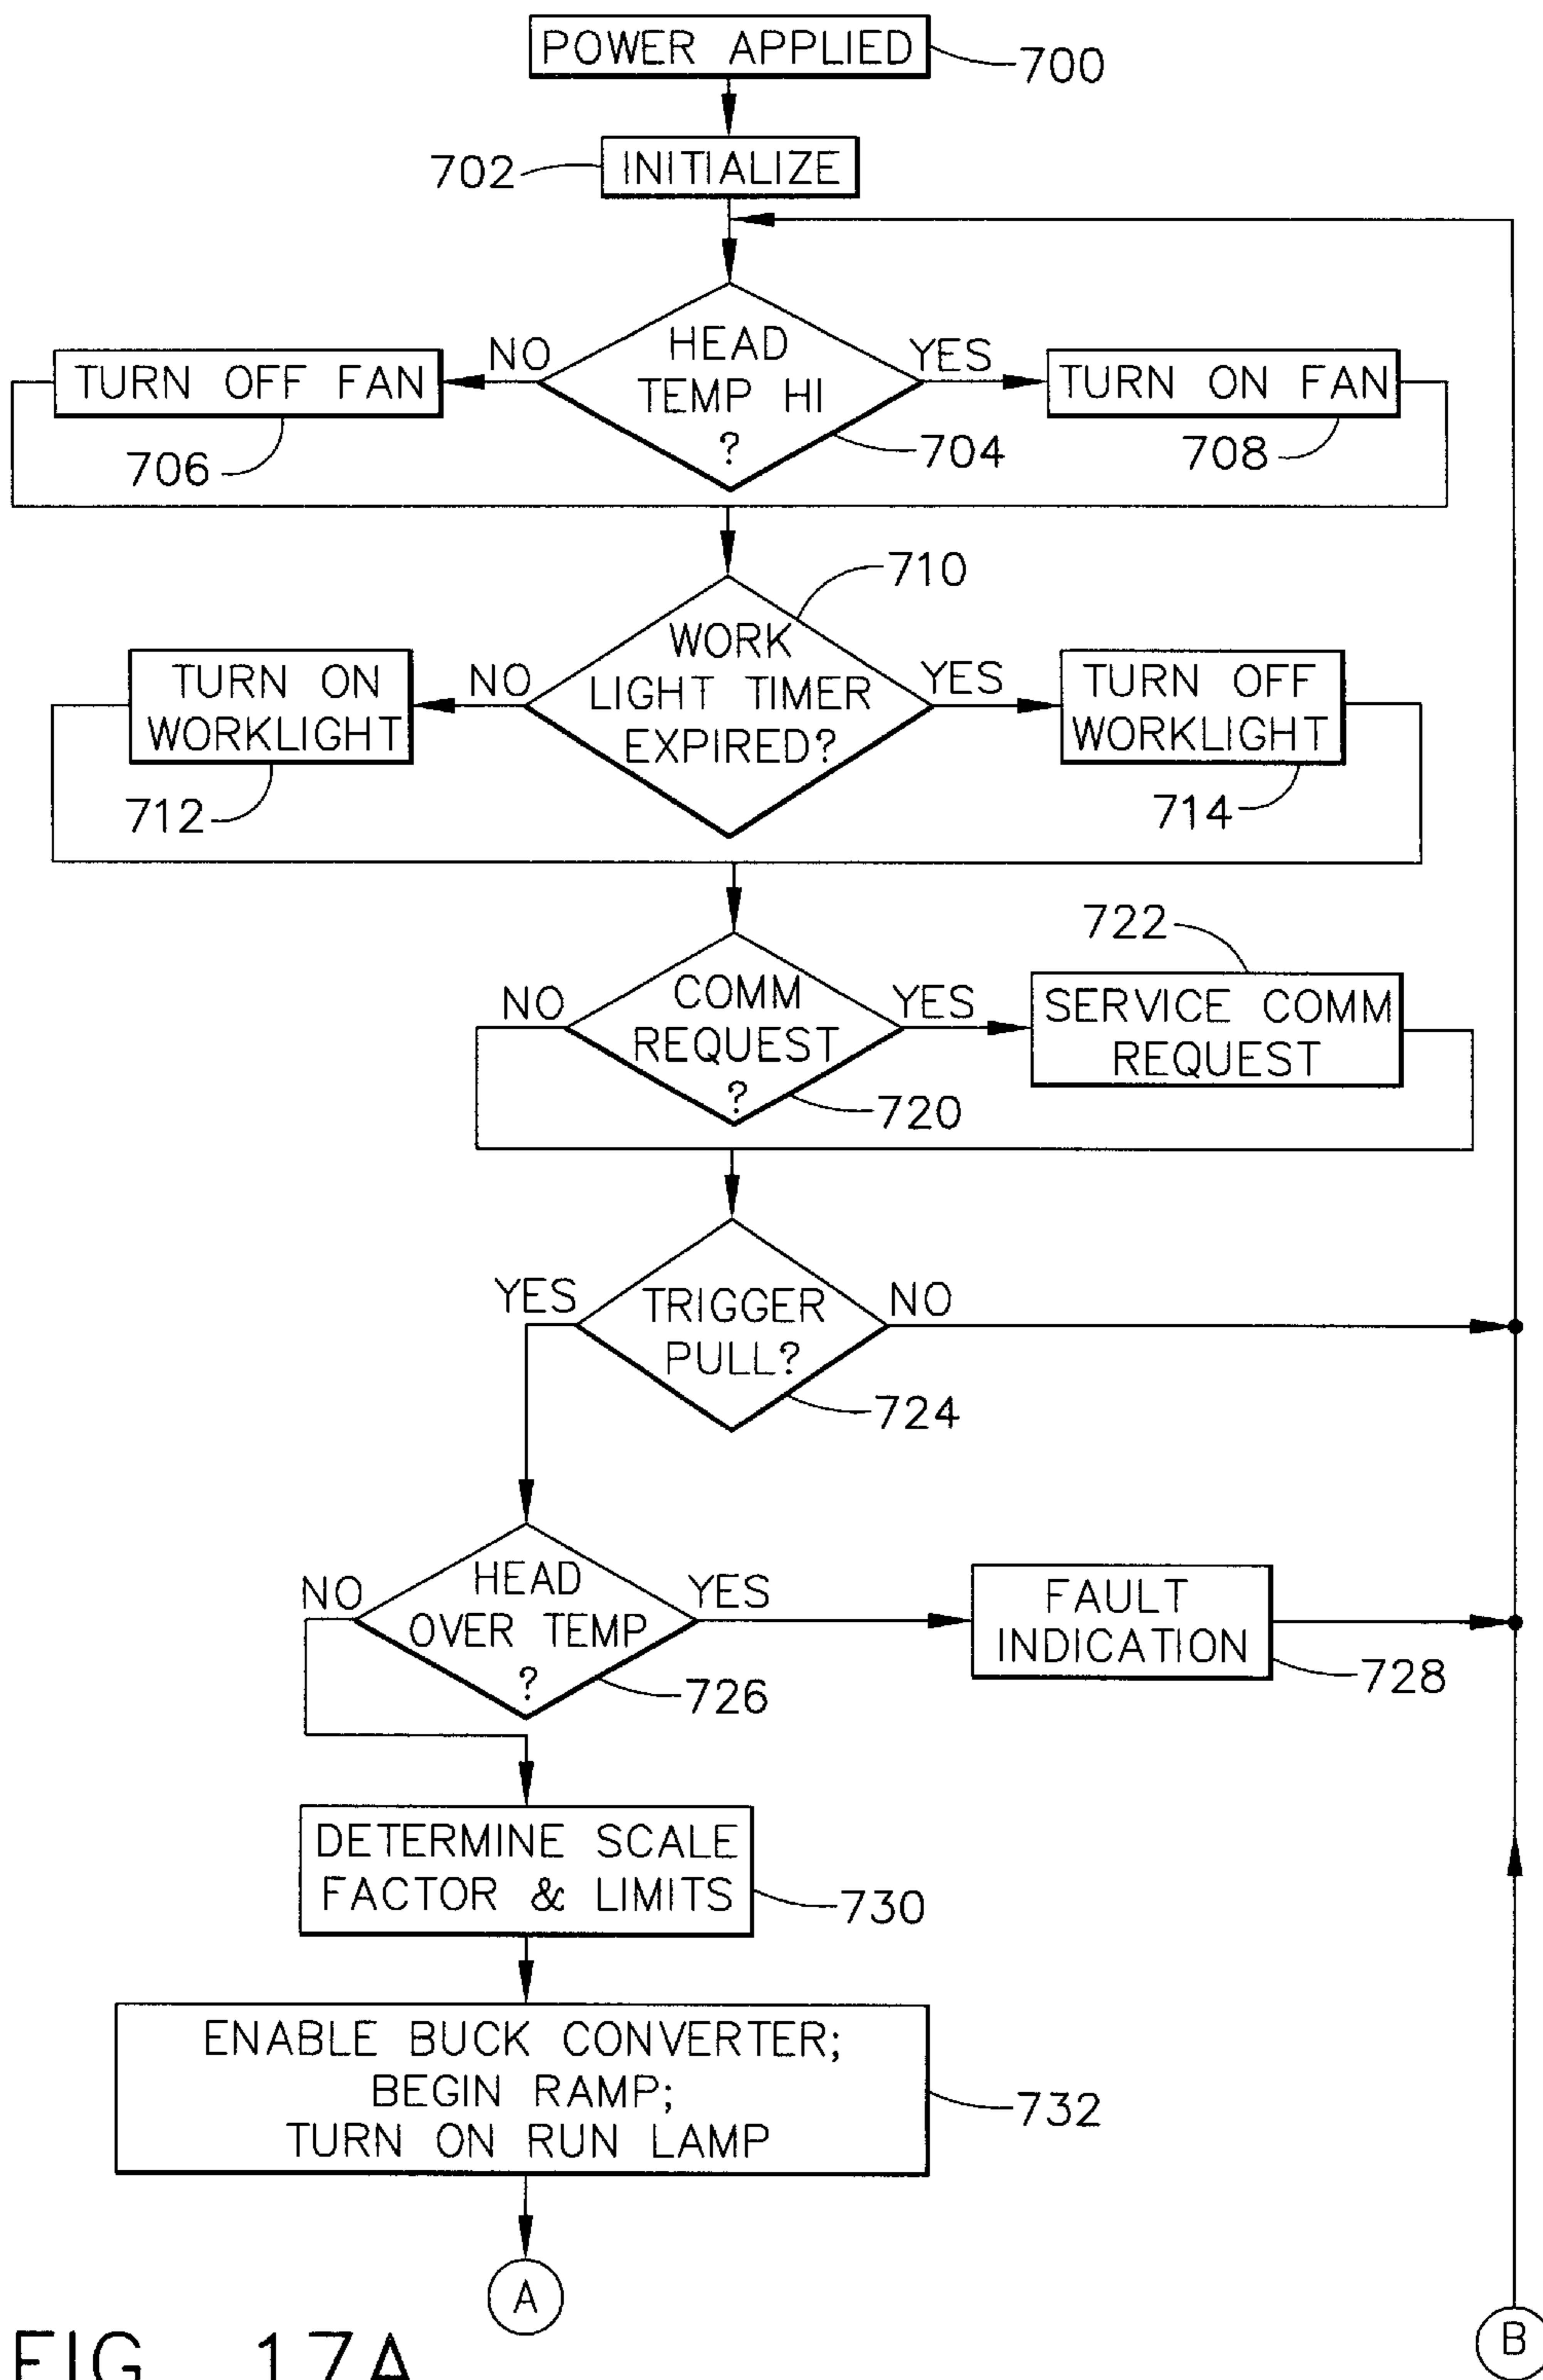 POWER APPLIED
700
702
INITIALIZE
HEAD
TEMP HI
?
NO
YES
TURN OFF FAN
TURN ON FAN
706
704
708
710
WORK
LIGHT TIMER
EXPIRED?
NO
YES
TURN ON
WORKLIGHT
TURN OFF
WORKLIGHT
712
714
722
COMM
REQUEST
?
NO
YES
SERVICE COMM
REQUEST
720
YES
TRIGGER
PULL?
NO
724
NO
HEAD
OVER TEMP
?
YES
FAULT
INDICATION
726
728
DETERMINE SCALE
FACTOR & LIMITS
730
ENABLE BUCK CONVERTER;
BEGIN RAMP;
TURN ON RUN LAMP
732
A
B
FIG. 17A